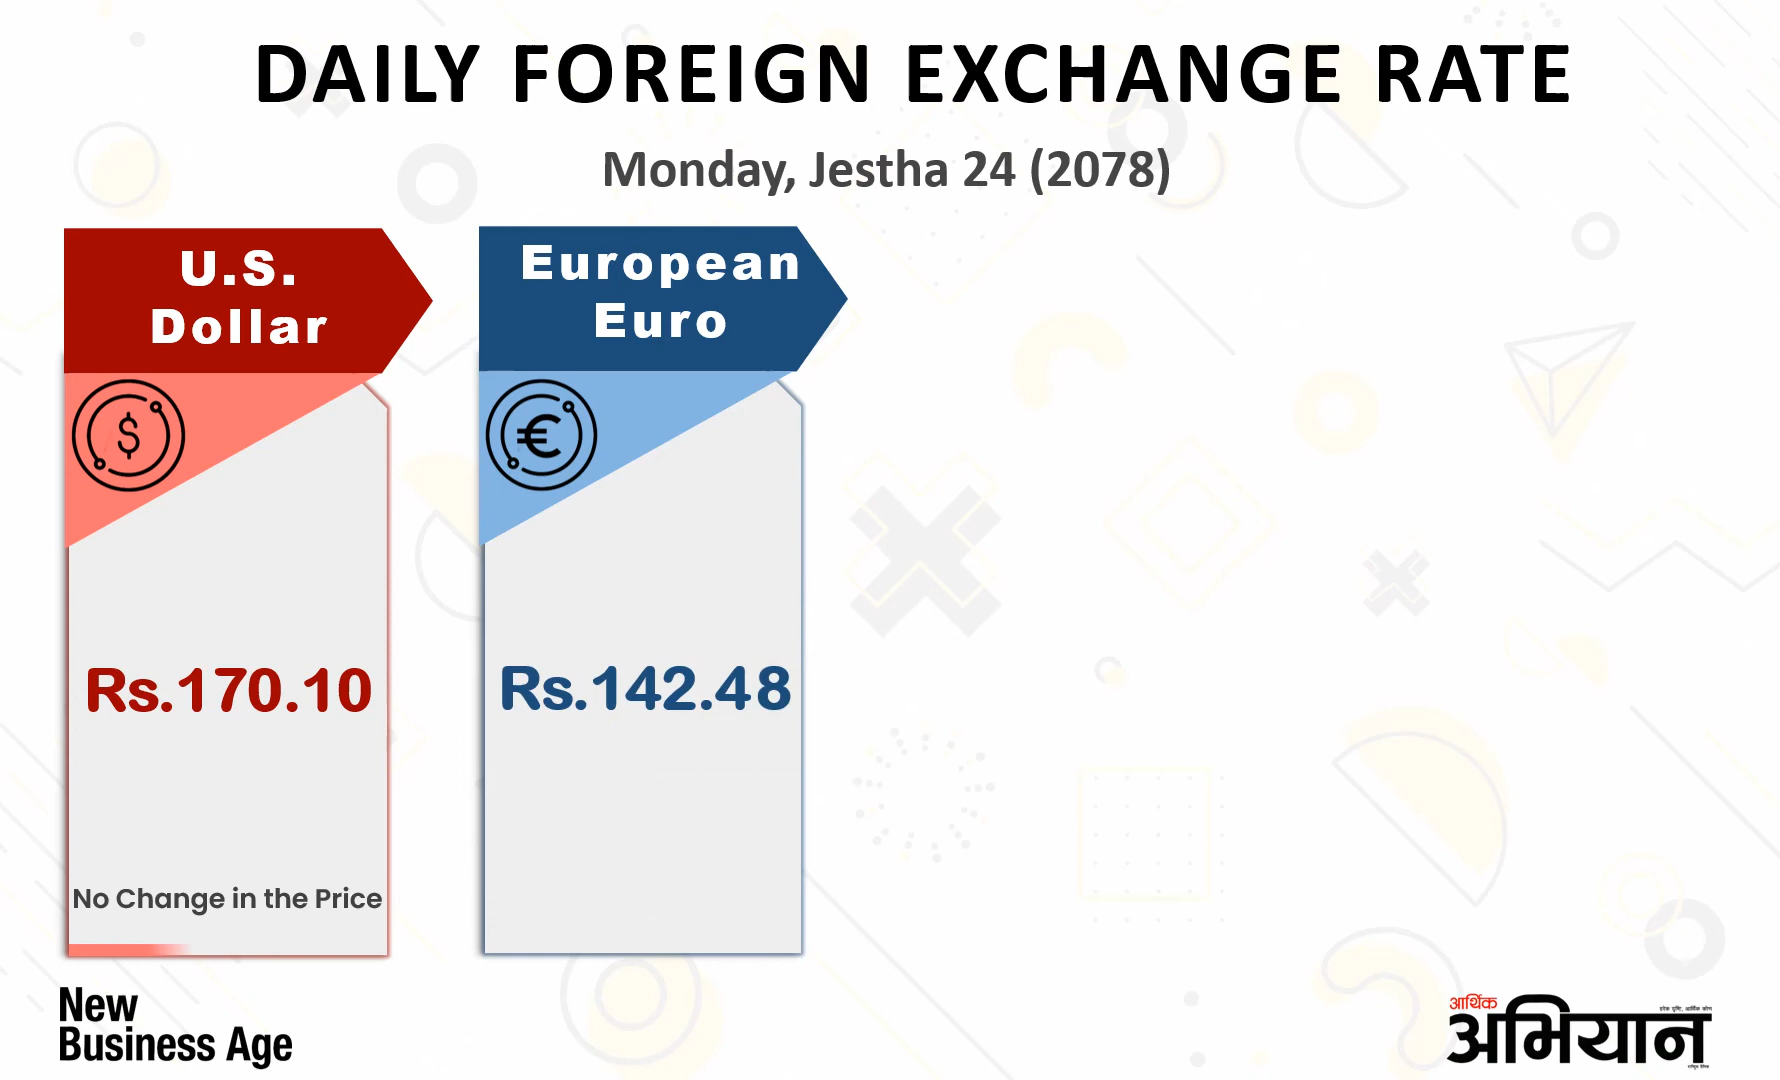 DAILY FOREIGN EXCHANGE RATE
Monday, Jestha 24 (2078)
U.S.
Dollar
$
Rs.170.10
No Change in the Price
European
Euro
€
Rs.142.48
New
Business Age
आर्थिक
अभियान